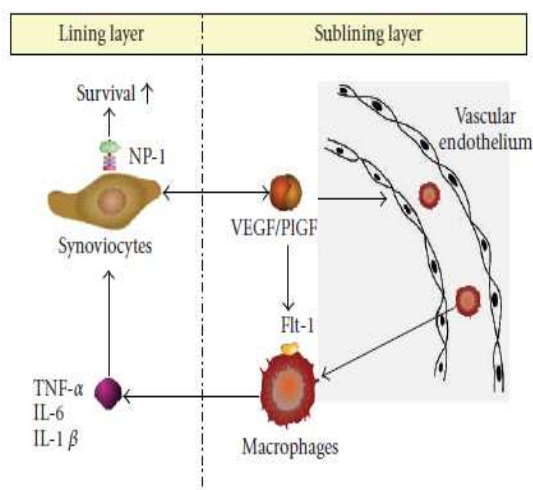 Lining layer
Sublining layer
Survival ↑
NP-1
Synoviocytes
VEGF/PlGF
Vascular
endothelium
Flt-1
Macrophages
TNF-α
IL-6
IL-1 β